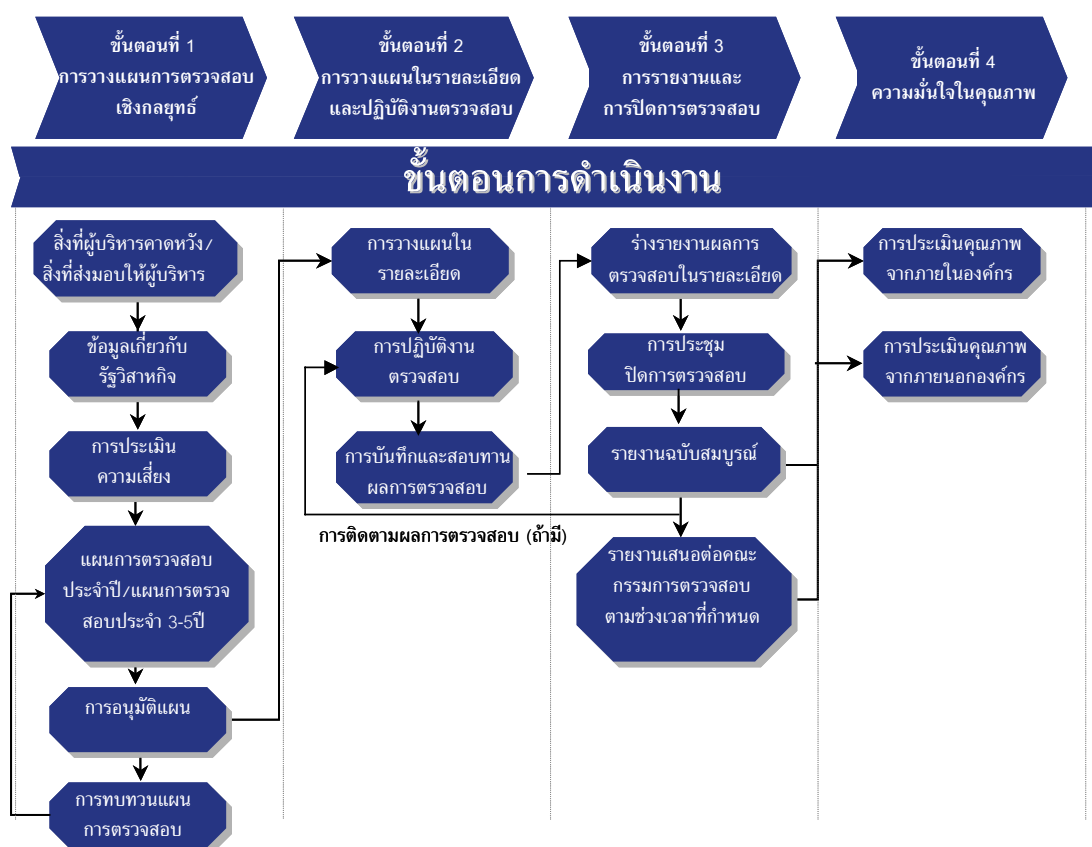 ขั้นตอนที่ 1
การวางแผนการตรวจสอบ
เชิงกลยุทธ์
ขั้นตอนที่ 2
การวางแผนในรายละเอียด
และปฏิบัติงานตรวจสอบ
ขั้นตอนที่ 3
การรายงานและ
การปิดการตรวจสอบ
ขั้นตอนที่ 4
ความมั่นใจในคุณภาพ
ขั้นตอนการดำเนินงาน
สิ่งที่ผู้บริหารคาดหวัง/
สิ่งที่ส่งมอบให้ผู้บริหาร
ข้อมูลเกี่ยวกับ
รัฐวิสาหกิจ
การประเมิน
ความเสี่ยง
แผนการตรวจสอบ
ประจำปี/แผนการตรวจ
สอบประจำ 3-5ปี
การอนุมัติแผน
การทบทวนแผน
การตรวจสอบ
การวางแผนใน
รายละเอียด
การปฏิบัติงาน
ตรวจสอบ
การบันทึกและสอบทาน
ผลการตรวจสอบ
การติดตามผลการตรวจสอบ (ถ้ามี)
ร่างรายงานผลการ
ตรวจสอบในรายละเอียด
การประชุม
ปิดการตรวจสอบ
รายงานฉบับสมบูรณ์
รายงานเสนอต่อคณะ
กรรมการตรวจสอบ
ตามช่วงเวลาที่กำหนด
การประเมินคุณภาพ
จากภายในองค์กร
การประเมินคุณภาพ
จากภายนอกองค์กร